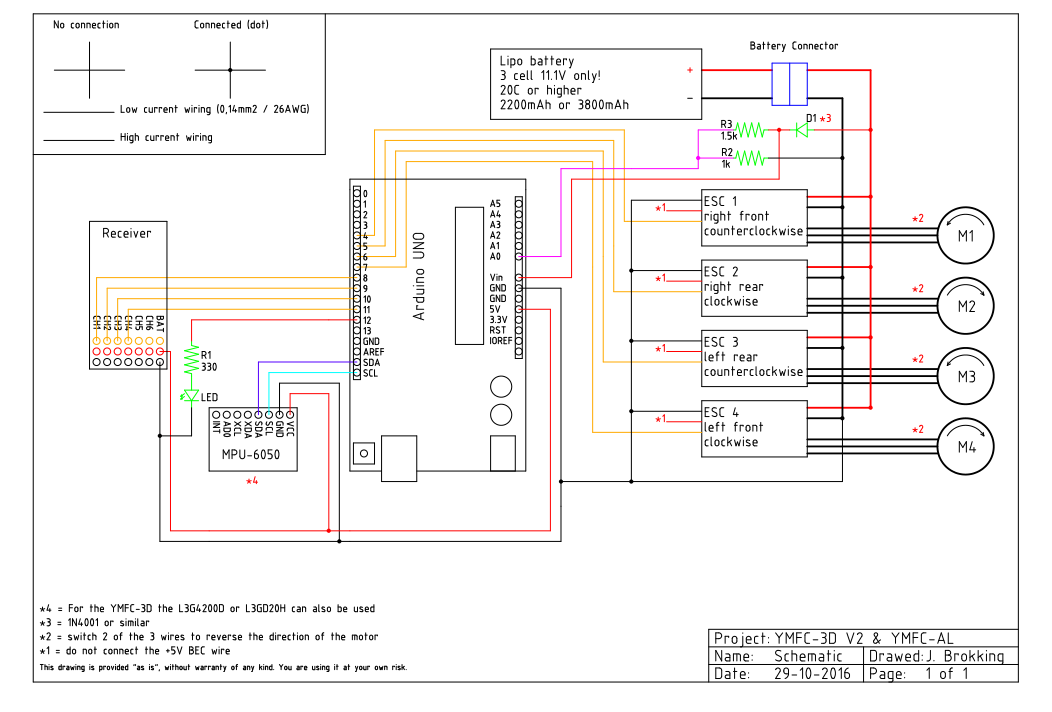 No connection
Connected (dot)
Low current wiring (0,14mm2 / 26AWG)
High current wiring
Lipo battery
3 cell 11.1V only!
20C or higher
2200mAh or 3800mAh
+
-
Battery Connector
R3
1.5k
D1 *3
R2
1k
Receiver
CH1
CH2
CH3
CH4
CH5
CH6
BAT
R1
330
LED
INT
AD0
XCL
XDA
SDA
SCL
GND
VCC
MPU-6050
*4
Arduino UNO
0
1
2
3
4
5
6
7
8
9
10
11
12
13
GND
AREF
SDA
SCL
A5
A4
A3
A2
A1
A0
Vin
GND
GND
5V
3.3V
RST
IOREF
*1
ESC 1
right front
counterclockwise
*2
M1
*1
ESC 2
right rear
clockwise
*2
M2
*1
ESC 3
left rear
counterclockwise
*2
M3
*1
ESC 4
left front
clockwise
*2
M4
*4 = For the YMFC-3D the L3G4200D or L3GD20H can also be used
*3 = 1N4001 or similar
*2 = switch 2 of the 3 wires to reverse the direction of the motor
*1 = do not connect the +5V BEC wire
This drawing is provided "as is", without warranty of any kind. You are using it at your own risk.
Project: YMFC-3D V2 & YMFC-AL
Name: Schematic Drawed: J. Brokking
Date: 29-10-2016 Page: 1 of 1